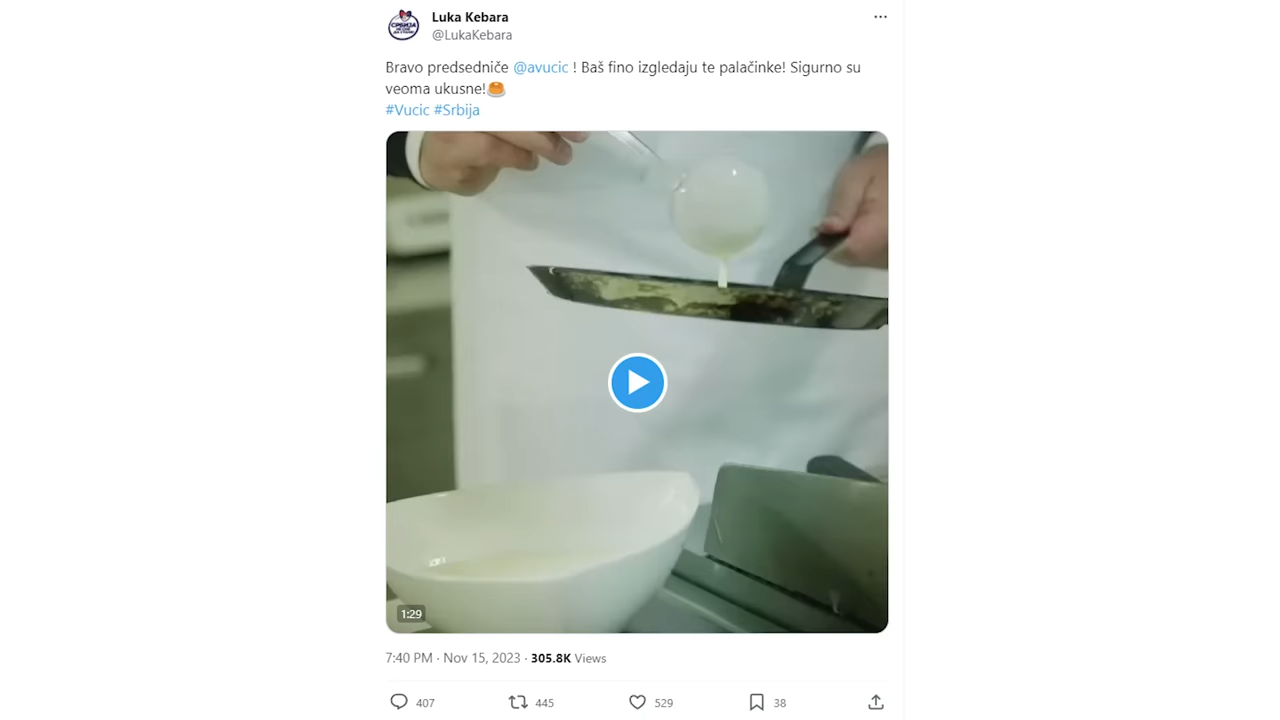 Luka Kebara
@LukaKebara
Bravo predsedniče @avucic ! Baš fino izgledaju te palačinke! Sigurno su
veoma ukusne!🍮
#Vucic #Srbija
1:29
7:40 PM · Nov 15, 2023 · 305.8K Views
407 445 529 38